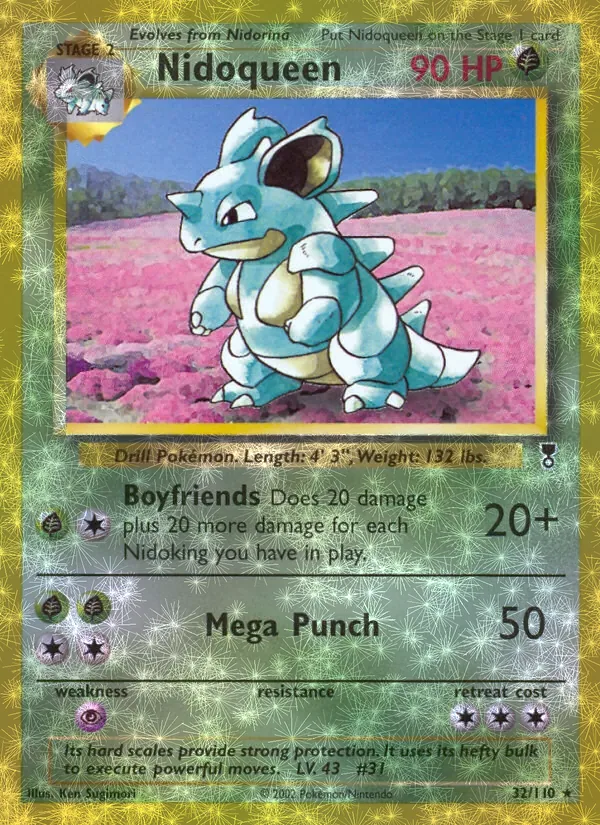 Evolves from Nidorina Put Nidoqueen on the Stage 1 card
STAGE 2
Nidoqueen 90 HP
Drill Pokémon. Length: 4' 3", Weight: 132 lbs.
Boyfriends Does 20 damage
plus 20 more damage for each
Nidoking you have in play.
20+
Mega Punch 50
weakness resistance retreat cost
Its hard scales provide strong protection. It uses its hefty bulk
to execute powerful moves. LV. 43 #31
Illus. Ken Sugimori © 2002 Pokémon/Nintendo 32/110